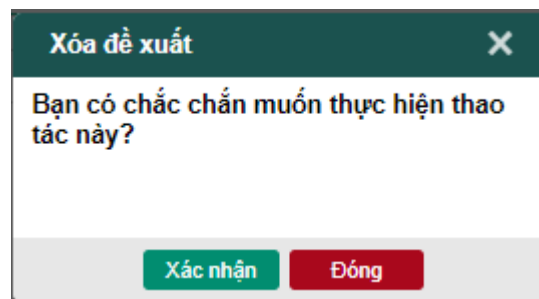 Xóa đề xuất
Bạn có chắc chắn muốn thực hiện thao
tác này?
Xác nhận
Đóng